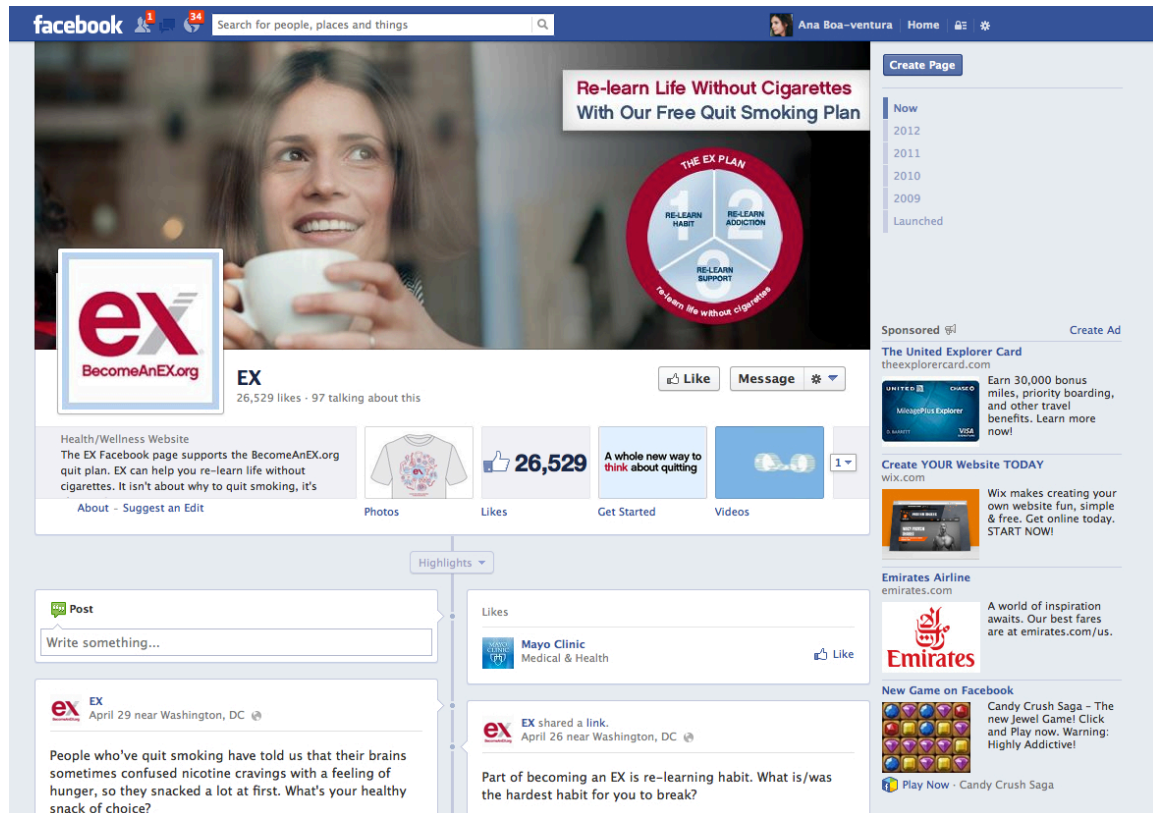 facebook
1
34
Search for people, places and things
Ana Boa-ventura
Home
Re-learn Life Without Cigarettes
With Our Free Quit Smoking Plan
THE EX PLAN
1
RE-LEARN
HABIT
2
RE-LEARN
ADDICTION
3
RE-LEARN
SUPPORT
re-learn life without cigarettes
ex
BecomeAnEX.org
EX
26,529 likes · 97 talking about this
Like
Message
Health/Wellness Website
The EX Facebook page supports the BecomeAnEX.org
quit plan. EX can help you re-learn life without
cigarettes. It isn't about why to quit smoking, it's
About – Suggest an Edit
Photos
26,529
Likes
A whole new way to
think about quitting
Get Started
Videos
1
Highlights
Post
Write something...
EX
April 29 near Washington, DC
People who've quit smoking have told us that their brains
sometimes confused nicotine cravings with a feeling of
hunger, so they snacked a lot at first. What's your healthy
snack of choice?
Likes
MAYO
CLINIC
Mayo Clinic
Medical & Health
Like
EX shared a link.
April 26 near Washington, DC
Part of becoming an EX is re-learning habit. What is/was
the hardest habit for you to break?
Create Page
Now
2012
2011
2010
2009
Launched
Sponsored
Create Ad
The United Explorer Card
theexplorercard.com
UNITED
CHASE
MileagePlus Explorer
VISA
Earn 30,000 bonus
miles, priority boarding,
and other travel
benefits. Learn more
now!
Create YOUR Website TODAY
wix.com
Wix makes creating your
own website fun, simple
& free. Get online today.
START NOW!
Emirates Airline
emirates.com
Emirates
A world of inspiration
awaits. Our best fares
are at emirates.com/us.
New Game on Facebook
Candy Crush Saga – The
new Jewel Game! Click
and Play now. Warning:
Highly Addictive!
Play Now · Candy Crush Saga